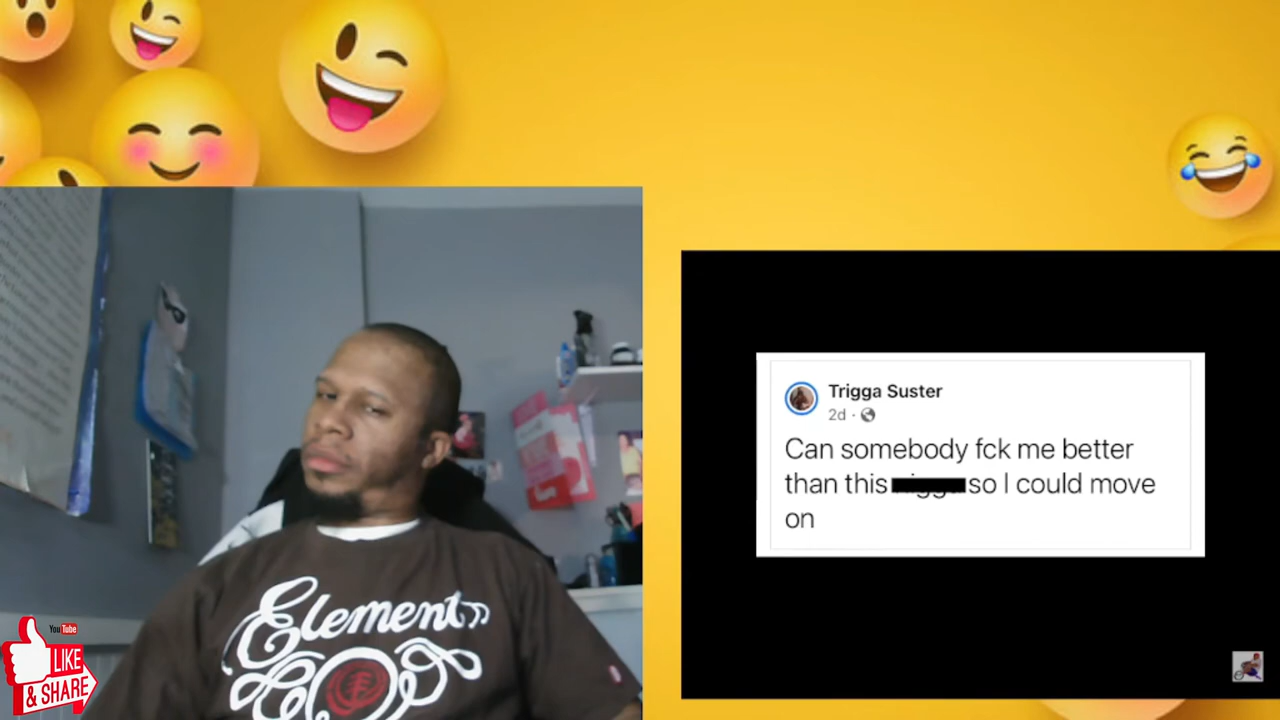 Trigga Suster
2d
Can somebody fck me better
than this so I could move
on
Element
YouTube
LIKE
& SHARE